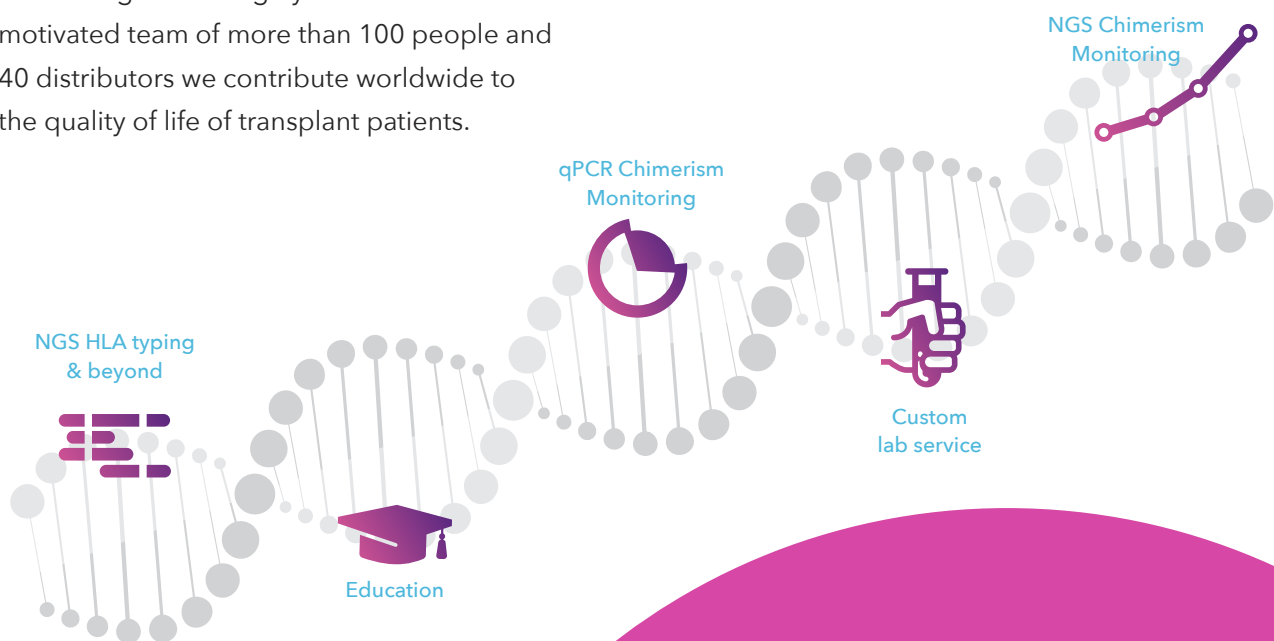 motivated team of more than 100 people and
40 distributors we contribute worldwide to
the quality of life of transplant patients.
NGS Chimerism
Monitoring
qPCR Chimerism
Monitoring
NGS HLA typing
& beyond
Custom
lab service
Education